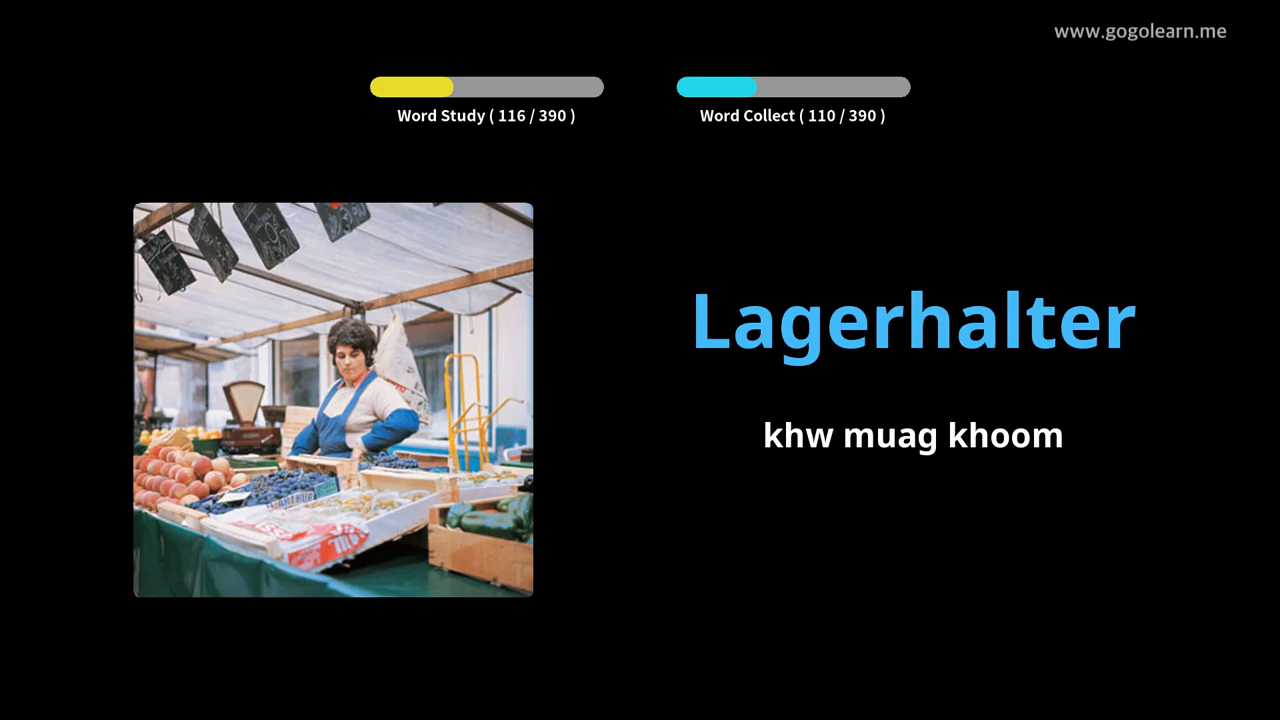 www.gogolearn.me
Word Study ( 116 / 390 )
Word Collect ( 110 / 390 )
Lagerhalter
khw muag khoom